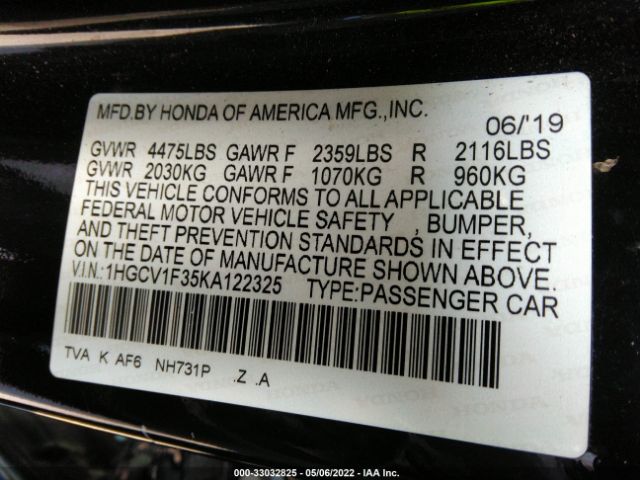 MFD.BY HONDA OF AMERICA MFG.,INC.
06/'19
GVWR 4475LBS GAWR F 2359LBS R 2116LBS
GVWR 2030KG GAWR F 1070KG R 960KG
THIS VEHICLE CONFORMS TO ALL APPLICABLE
FEDERAL MOTOR VEHICLE SAFETY , BUMPER,
AND THEFT PREVENTION STANDARDS IN EFFECT
ON THE DATE OF MANUFACTURE SHOWN ABOVE.
V.I.N.:1HGCV1F35KA122325 TYPE:PASSENGER CAR
TVA K AF6 NH731P .Z .A
000-33032825 - 05/06/2022 - IAA Inc.